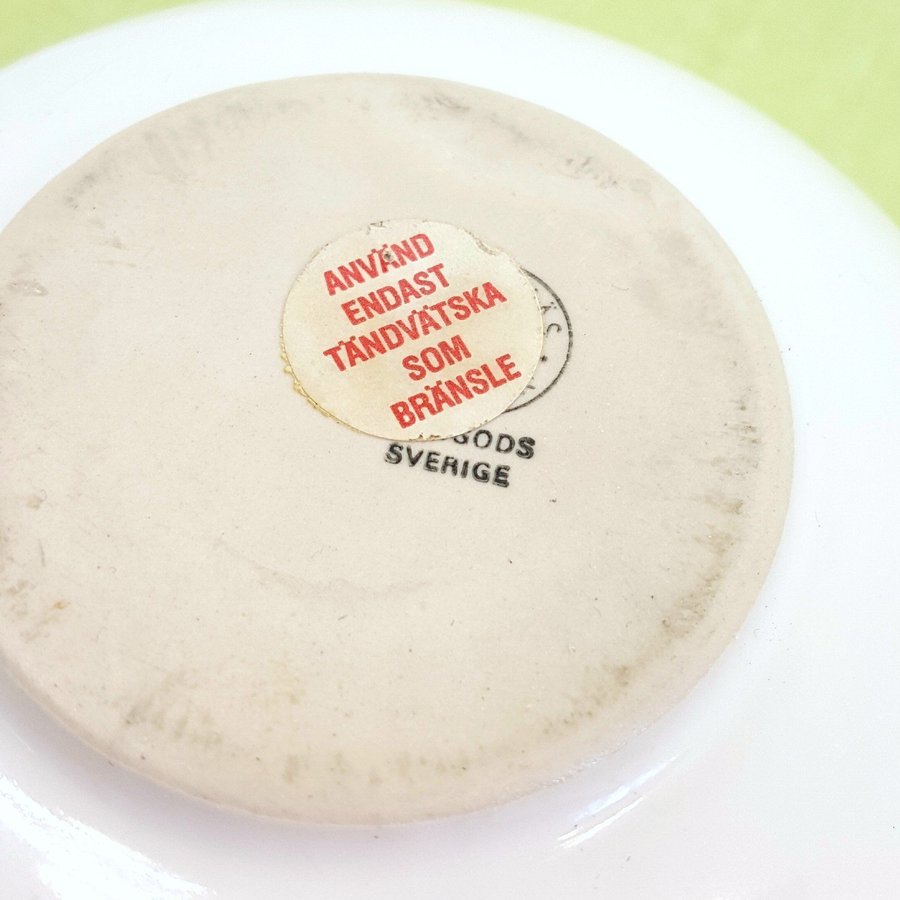 ANVÄND
ENDAST
TÄNDVÄTSKA
SOM
BRÄNSLE
SVERIGE